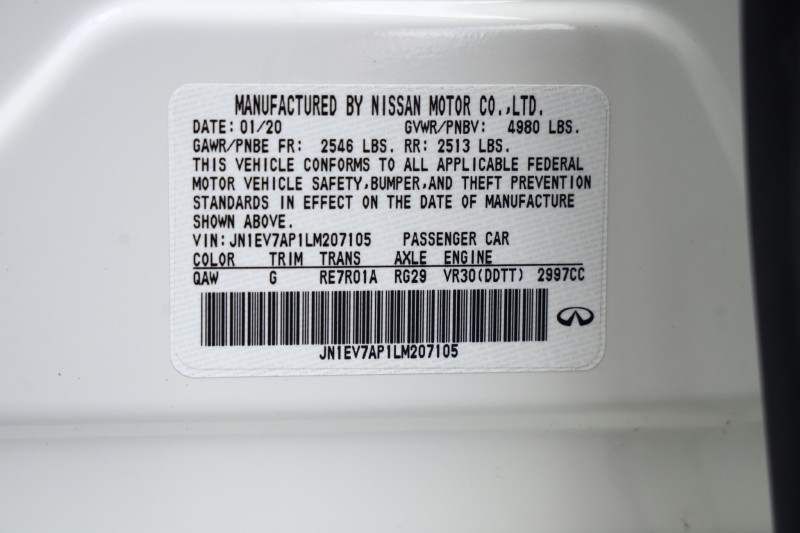 MANUFACTURED BY NISSAN MOTOR CO.,LTD.
DATE: 01/20 GVWR/PNBV: 4980 LBS.
GAWR/PNBE FR: 2546 LBS. RR: 2513 LBS.
THIS VEHICLE CONFORMS TO ALL APPLICABLE FEDERAL
MOTOR VEHICLE SAFETY,BUMPER,AND THEFT PREVENTION
STANDARDS IN EFFECT ON THE DATE OF MANUFACTURE
SHOWN ABOVE.
VIN: JN1EV7AP1LM207105 PASSENGER CAR
COLOR TRIM TRANS AXLE ENGINE
QAW G RE7R01A RG29 VR30(DDTT) 2997CC
JN1EV7AP1LM207105